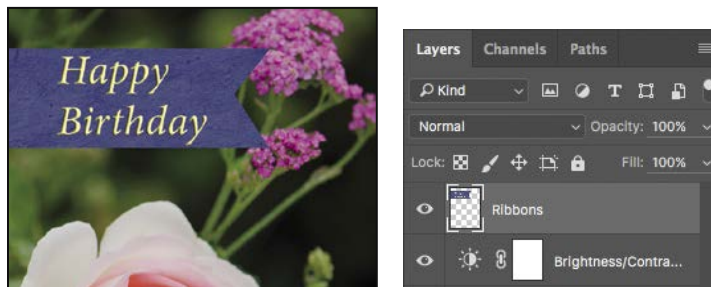 Happy
Birthday
Layers Channels Paths
Kind
Normal Opacity: 100%
Lock: Fill: 100%
Ribbons
Brightness/Contra...